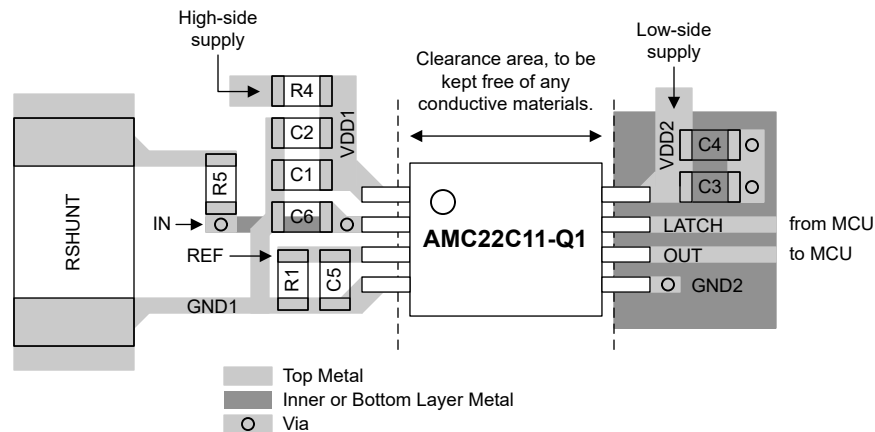 High-side
supply
Clearance area, to be
kept free of any
conductive materials.
Low-side
supply
R4
C2
C1
C6
VDD1
R5
RSHUNT
IN
REF
R1
C5
GND1
AMC22C11-Q1
VDD2
C4
C3
LATCH
from MCU
OUT
to MCU
GND2
Top Metal
Inner or Bottom Layer Metal
Via